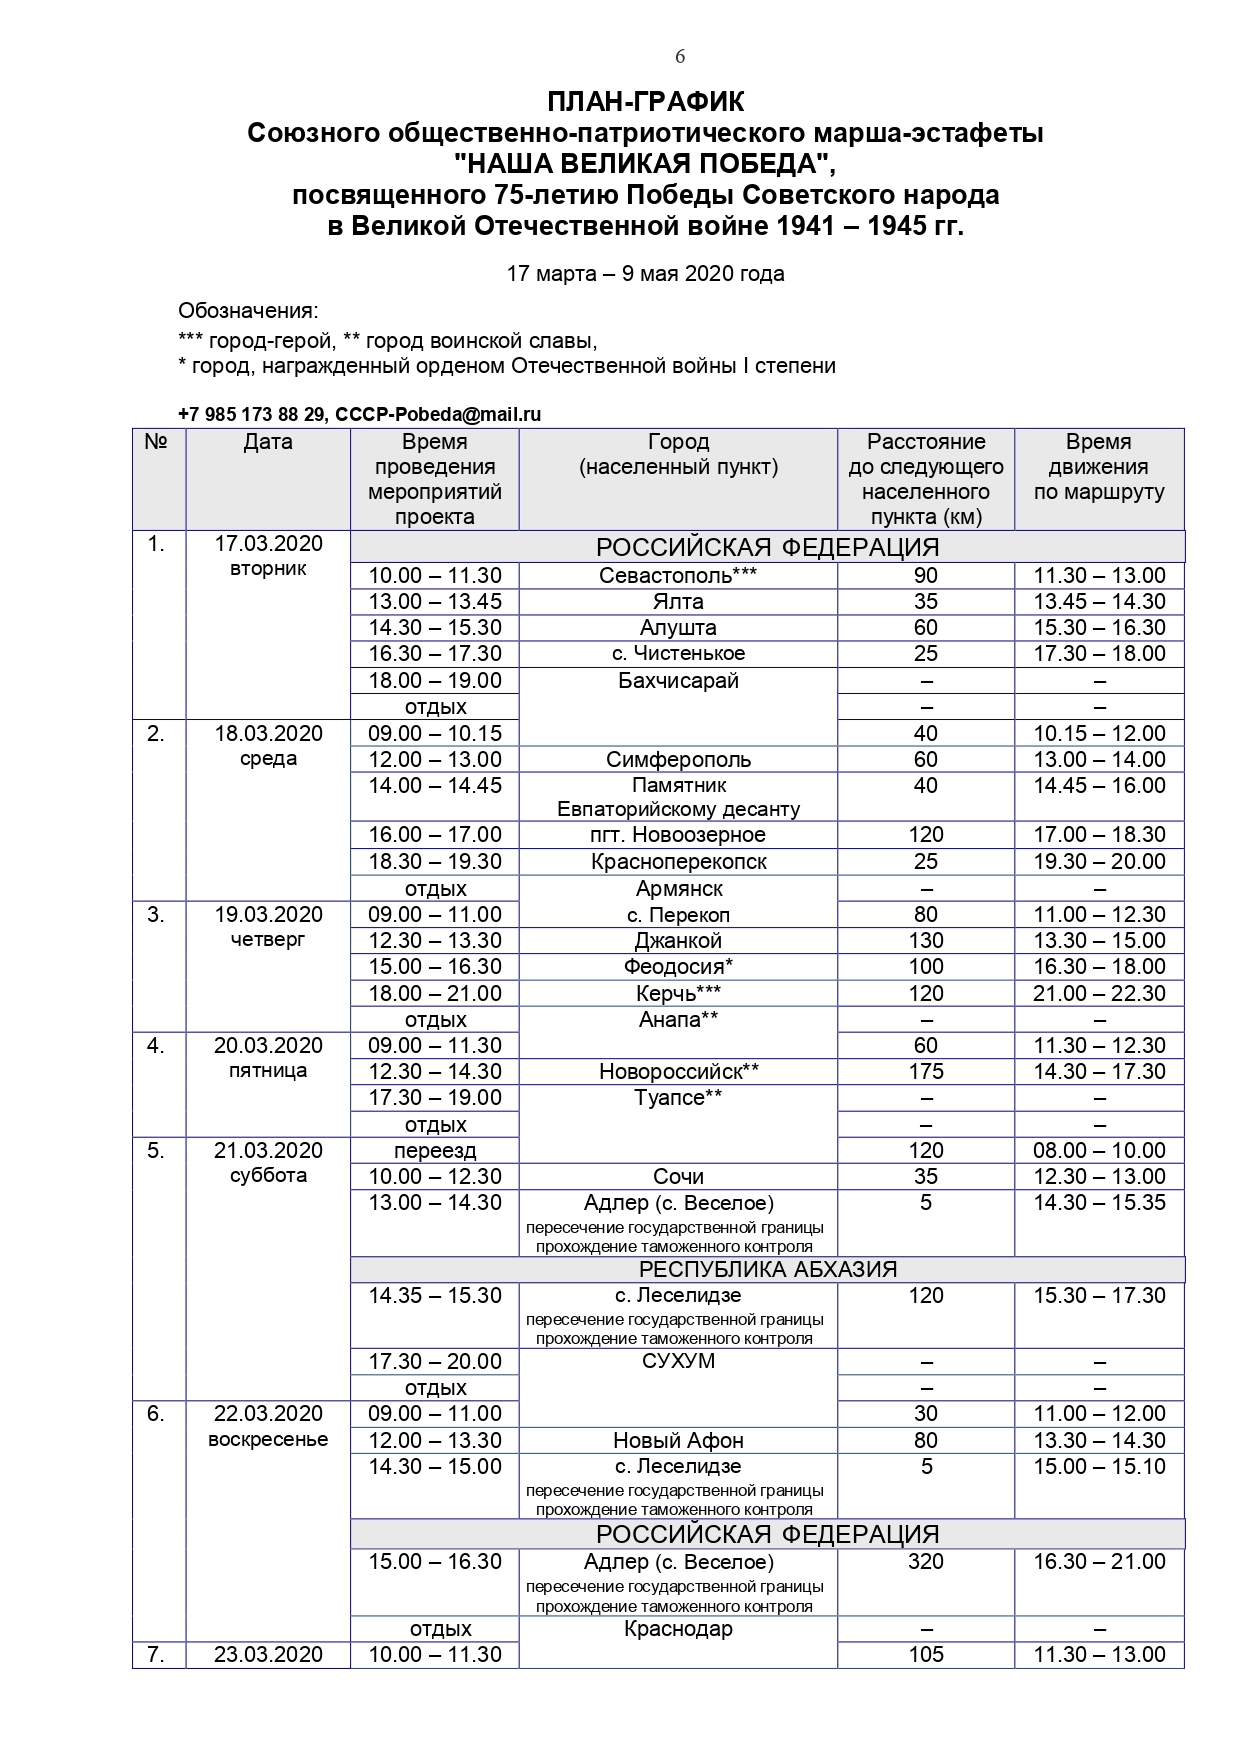 6
ПЛАН-ГРАФИК
Союзного общественно-патриотического марша-эстафеты
"НАША ВЕЛИКАЯ ПОБЕДА",
посвященного 75-летию Победы Советского народа
в Великой Отечественной войне 1941 – 1945 гг.
17 марта – 9 мая 2020 года
Обозначения:
*** город-герой, ** город воинской славы,
* город, награжденный орденом Отечественной войны I степени
+7 985 173 88 29, СССР-Pobeda@mail.ru
№ Дата Время Город Расстояние Время
проведения (населенный пункт) до следующего движения
мероприятий населенного по маршруту
проекта пункта (км)
1. 17.03.2020 РОССИЙСКАЯ ФЕДЕРАЦИЯ
вторник 10.00 – 11.30 Севастополь*** 90 11.30 – 13.00
13.00 – 13.45 Ялта 35 13.45 – 14.30
14.30 – 15.30 Алушта 60 15.30 – 16.30
16.30 – 17.30 с. Чистенькое 25 17.30 – 18.00
18.00 – 19.00 Бахчисарай – –
отдых – –
2. 18.03.2020 09.00 – 10.15 40 10.15 – 12.00
среда 12.00 – 13.00 Симферополь 60 13.00 – 14.00
14.00 – 14.45 Памятник 40 14.45 – 16.00
Евпаторийскому десанту
16.00 – 17.00 пгт. Новоозерное 120 17.00 – 18.30
18.30 – 19.30 Красноперекопск 25 19.30 – 20.00
отдых Армянск – –
3. 19.03.2020 09.00 – 11.00 с. Перекоп 80 11.00 – 12.30
четверг 12.30 – 13.30 Джанкой 130 13.30 – 15.00
15.00 – 16.30 Феодосия* 100 16.30 – 18.00
18.00 – 21.00 Керчь*** 120 21.00 – 22.30
отдых Анапа** – –
4. 20.03.2020 09.00 – 11.30 60 11.30 – 12.30
пятница 12.30 – 14.30 Новороссийск** 175 14.30 – 17.30
17.30 – 19.00 Туапсе** – –
отдых – –
5. 21.03.2020 переезд 120 08.00 – 10.00
суббота 10.00 – 12.30 Сочи 35 12.30 – 13.00
13.00 – 14.30 Адлер (с. Веселое) 5 14.30 – 15.35
пересечение государственной границы
прохождение таможенного контроля
РЕСПУБЛИКА АБХАЗИЯ
14.35 – 15.30 с. Леселидзе 120 15.30 – 17.30
пересечение государственной границы
прохождение таможенного контроля
17.30 – 20.00 СУХУМ – –
отдых – –
6. 22.03.2020 09.00 – 11.00 30 11.00 – 12.00
воскресенье 12.00 – 13.30 Новый Афон 80 13.30 – 14.30
14.30 – 15.00 с. Леселидзе 5 15.00 – 15.10
пересечение государственной границы
прохождение таможенного контроля
РОССИЙСКАЯ ФЕДЕРАЦИЯ
15.00 – 16.30 Адлер (с. Веселое) 320 16.30 – 21.00
пересечение государственной границы
прохождение таможенного контроля
отдых Краснодар – –
7. 23.03.2020 10.00 – 11.30 105 11.30 – 13.00